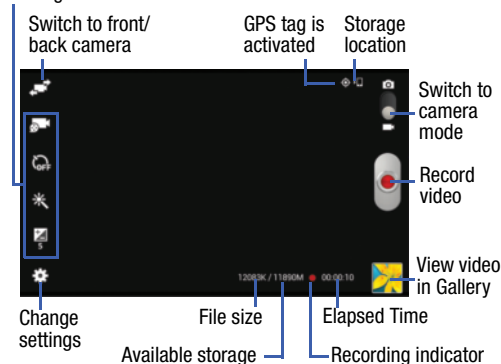 Switch to front/
back camera
GPS tag is
activated
Storage
location
Switch to
camera
mode
OFF
Record
video
S
12083K / 11890M
00:00:10
View video
in Gallery
Change
settings
File size
Elapsed Time
Available storage
Recording indicator